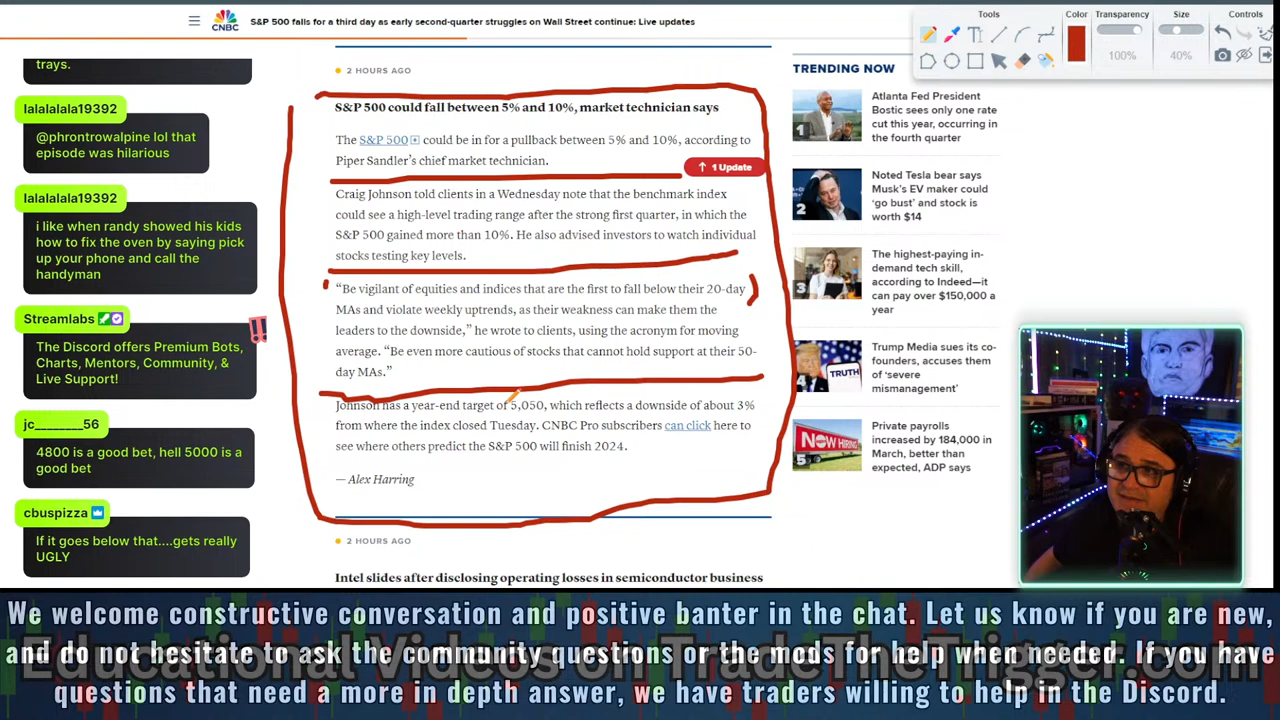 CNBC
S&P 500 falls for a third day as early second-quarter struggles on Wall Street continue: Live updates
Tools
Color
Transparency
Size
Controls
100%
40%
trays.
lalalalala19392
@phrontrowalpine lol that
episode was hilarious
lalalalala19392
i like when randy showed his kids
how to fix the oven by saying pick
up your phone and call the
handyman
Streamlabs
The Discord offers Premium Bots,
Charts, Mentors, Community, &
Live Support!
jc________56
4800 is a good bet, hell 5000 is a
good bet
cbuspizza
If it goes below that....gets really
UGLY
2 HOURS AGO
S&P 500 could fall between 5% and 10%, market technician says
The S&P 500 could be in for a pullback between 5% and 10%, according to
Piper Sandler's chief market technician.
1 Update
Craig Johnson told clients in a Wednesday note that the benchmark index
could see a high-level trading range after the strong first quarter, in which the
S&P 500 gained more than 10%. He also advised investors to watch individual
stocks testing key levels.
“Be vigilant of equities and indices that are the first to fall below their 20-day
MAs and violate weekly uptrends, as their weakness can make them the
leaders to the downside,” he wrote to clients, using the acronym for moving
average. “Be even more cautious of stocks that cannot hold support at their 50-
day MAs.”
Johnson has a year-end target of 5,050, which reflects a downside of about 3%
from where the index closed Tuesday. CNBC Pro subscribers can click here to
see where others predict the S&P 500 will finish 2024.
— Alex Harring
2 HOURS AGO
Intel slides after disclosing operating losses in semiconductor business
TRENDING NOW
1
Atlanta Fed President
Bostic sees only one rate
cut this year, occurring in
the fourth quarter
2
Noted Tesla bear says
Musk's EV maker could
‘go bust’ and stock is
worth $14
3
The highest-paying in-
demand tech skill,
according to Indeed—it
can pay over $150,000 a
year
4
TRUTH
Trump Media sues its co-
founders, accuses them
of ‘severe
mismanagement’
5
NOW HIRING
Private payrolls
increased by 184,000 in
March, better than
expected, ADP says
We welcome constructive conversation and positive banter in the chat. Let us know if you are new,
and do not hesitate to ask the community questions or the mods for help when needed. If you have
questions that need a more in depth answer, we have traders willing to help in the Discord.
Educational Videos on TradeTheTrigger.com